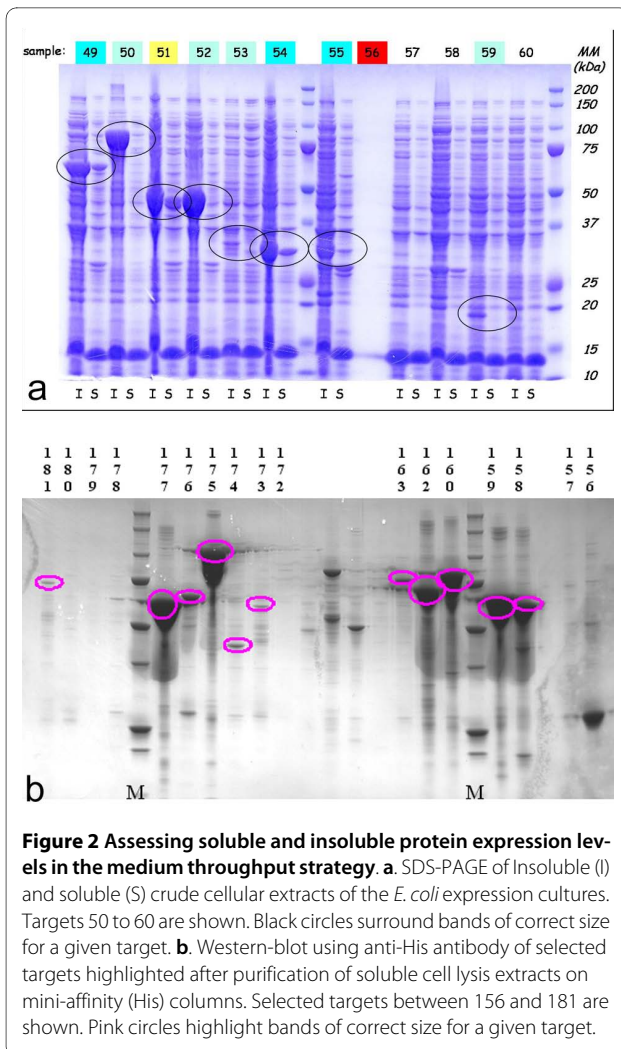 sample: 49 50 51 52 53 54 55 56 57 58 59 60 MM
(kDa)
200
150
100
75
50
37
25
20
15
10
a
I S I S I S I S I S I S I S I S I S I S I S
1 1 1 1 1 1 1 1 1 1 1 1 1 1 1 1 1
8 8 7 7 7 7 7 7 7 7 6 6 6 5 5 5 5
1 0 9 8 7 6 5 4 3 2 3 2 0 9 8 7 6
b
M M
Figure 2 Assessing soluble and insoluble protein expression lev-
els in the medium throughput strategy. a. SDS-PAGE of Insoluble (I)
and soluble (S) crude cellular extracts of the E. coli expression cultures.
Targets 50 to 60 are shown. Black circles surround bands of correct size
for a given target. b. Western-blot using anti-His antibody of selected
targets highlighted after purification of soluble cell lysis extracts on
mini-affinity (His) columns. Selected targets between 156 and 181 are
shown. Pink circles highlight bands of correct size for a given target.